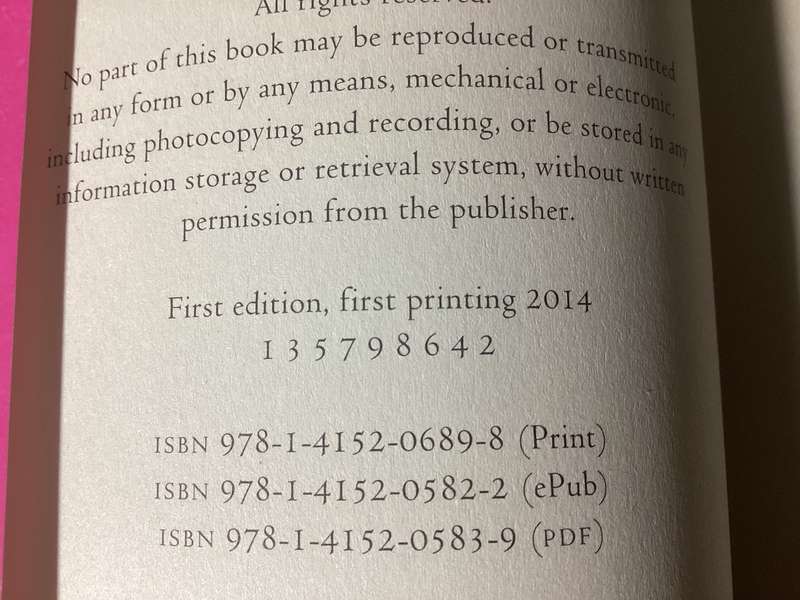 All rights reserved.
No part of this book may be reproduced or transmitted
in any form or by any means, mechanical or electronic,
including photocopying and recording, or be stored in any
information storage or retrieval system, without written
permission from the publisher.
First edition, first printing 2014
1 3 5 7 9 8 6 4 2
ISBN 978-1-4152-0689-8 (Print)
ISBN 978-1-4152-0582-2 (ePub)
ISBN 978-1-4152-0583-9 (PDF)